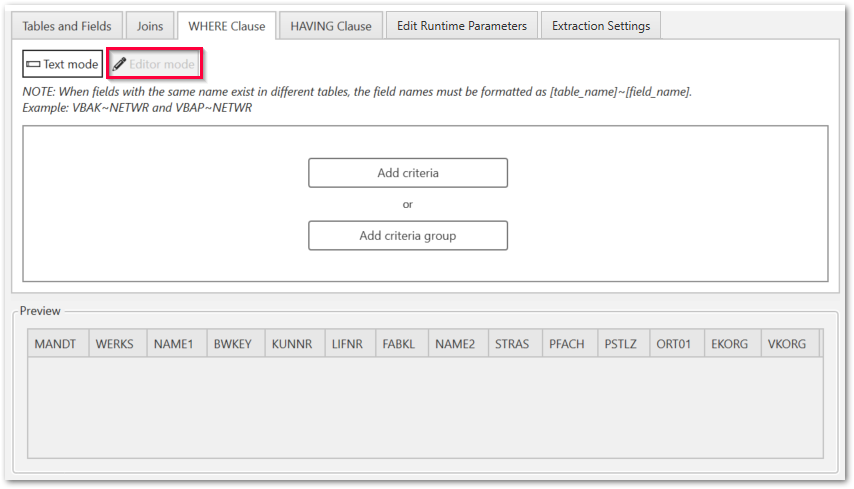 Tables and Fields Joins WHERE Clause HAVING Clause Edit Runtime Parameters Extraction Settings
Text mode Editor mode
NOTE: When fields with the same name exist in different tables, the field names must be formatted as [table_name]~[field_name].
Example: VBAK~NETWR and VBAP~NETWR
Add criteria
or
Add criteria group
Preview
MANDT WERKS NAME1 BWKEY KUNNR LIFNR FABKL NAME2 STRAS PFACH PSTLZ ORT01 EKORG VKORG